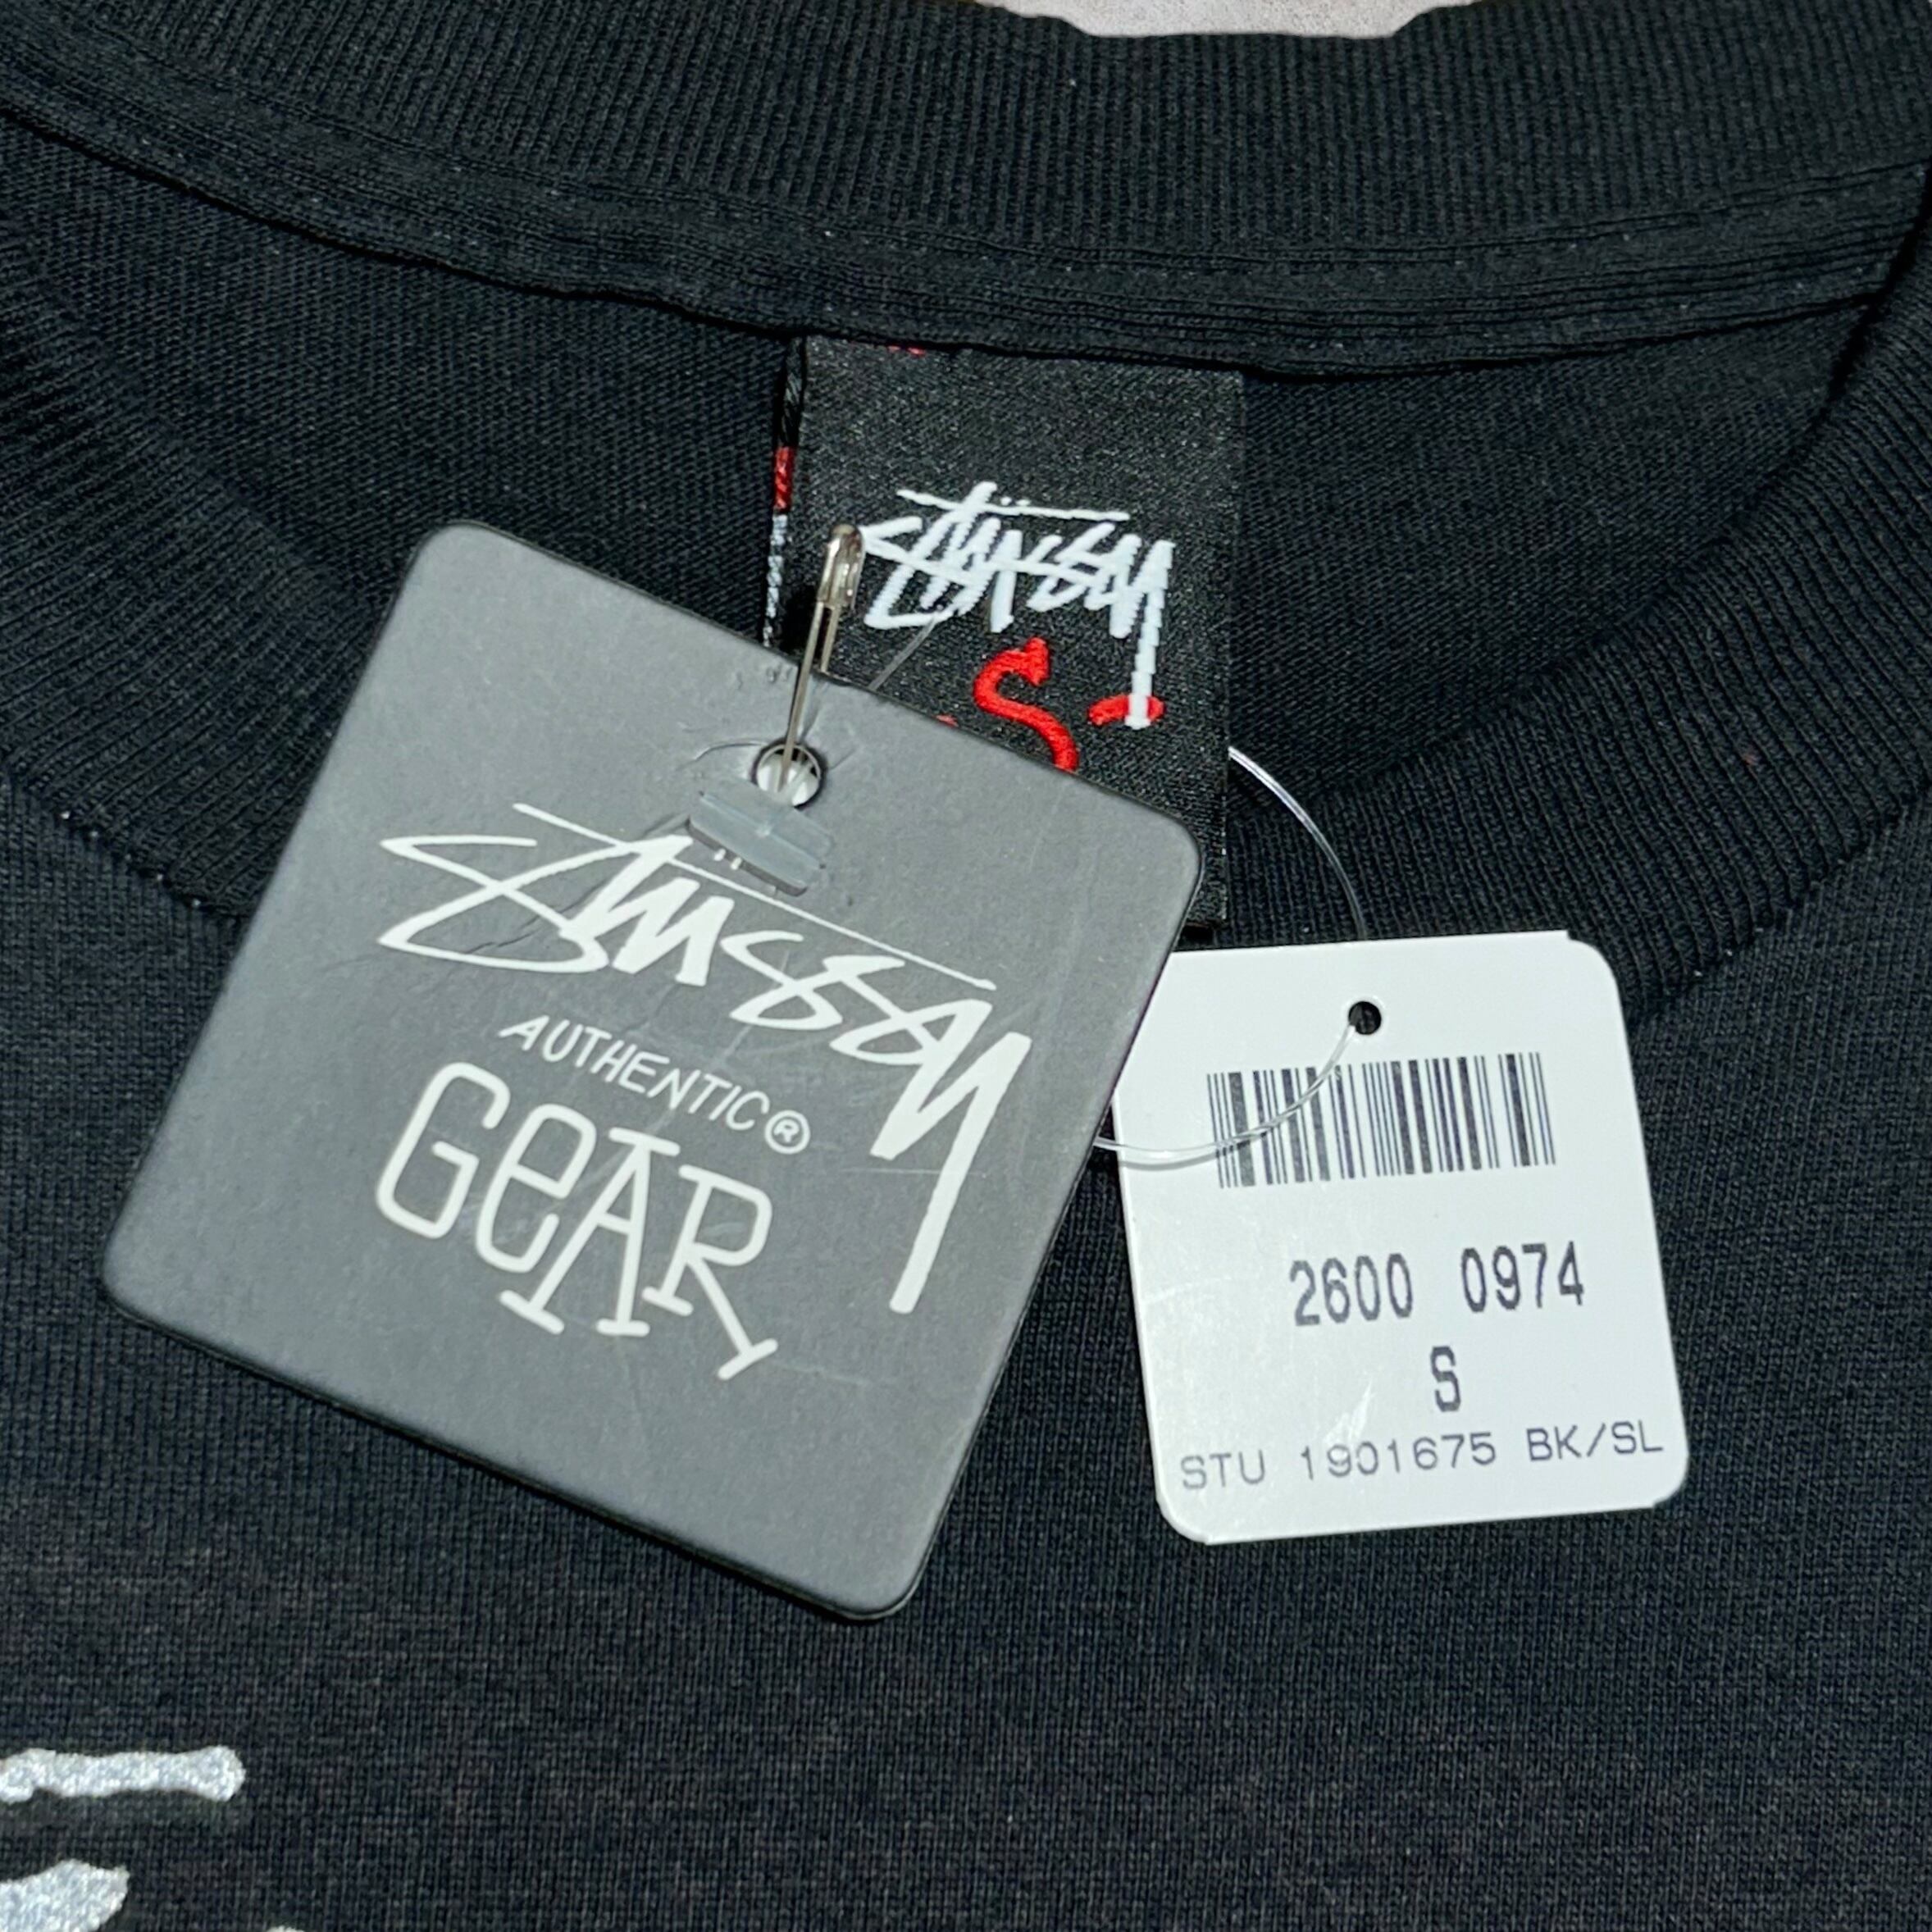 Stüssy
S
Stüssy
AUTHENTIC®
GeAR
2600 0974
S
STU 1901675 BK/SL